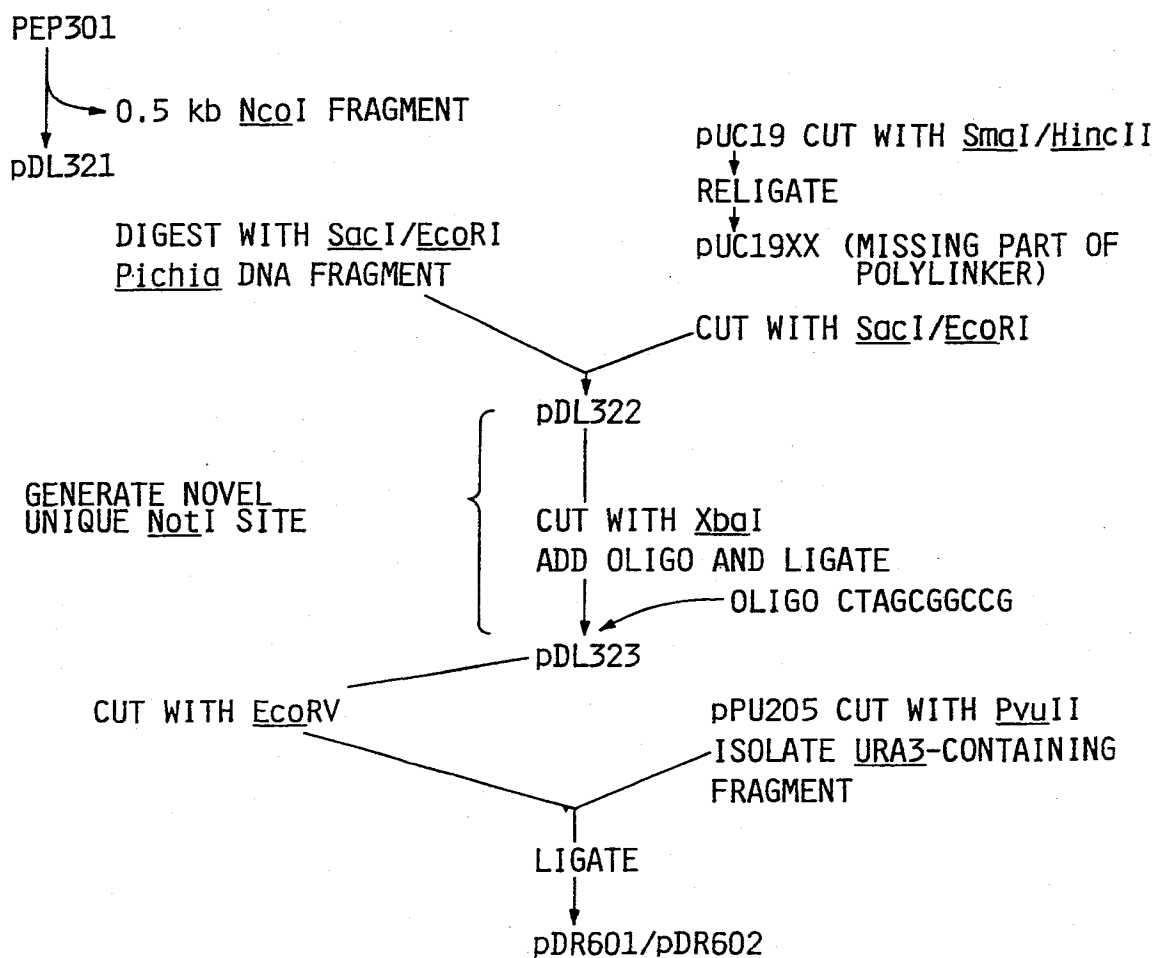 PEP301
0.5 kb NcoI FRAGMENT
pDL321
pUC19 CUT WITH SmaI/HincII
RELIGATE
pUC19XX (MISSING PART OF
POLYLINKER)
DIGEST WITH SacI/EcoRI
Pichia DNA FRAGMENT
CUT WITH SacI/EcoRI
pDL322
GENERATE NOVEL
UNIQUE NotI SITE
CUT WITH XbaI
ADD OLIGO AND LIGATE
OLIGO CTAGCGGCCG
pDL323
CUT WITH EcoRV
pPU205 CUT WITH PvuII
ISOLATE URA3-CONTAINING
FRAGMENT
LIGATE
pDR601/pDR602